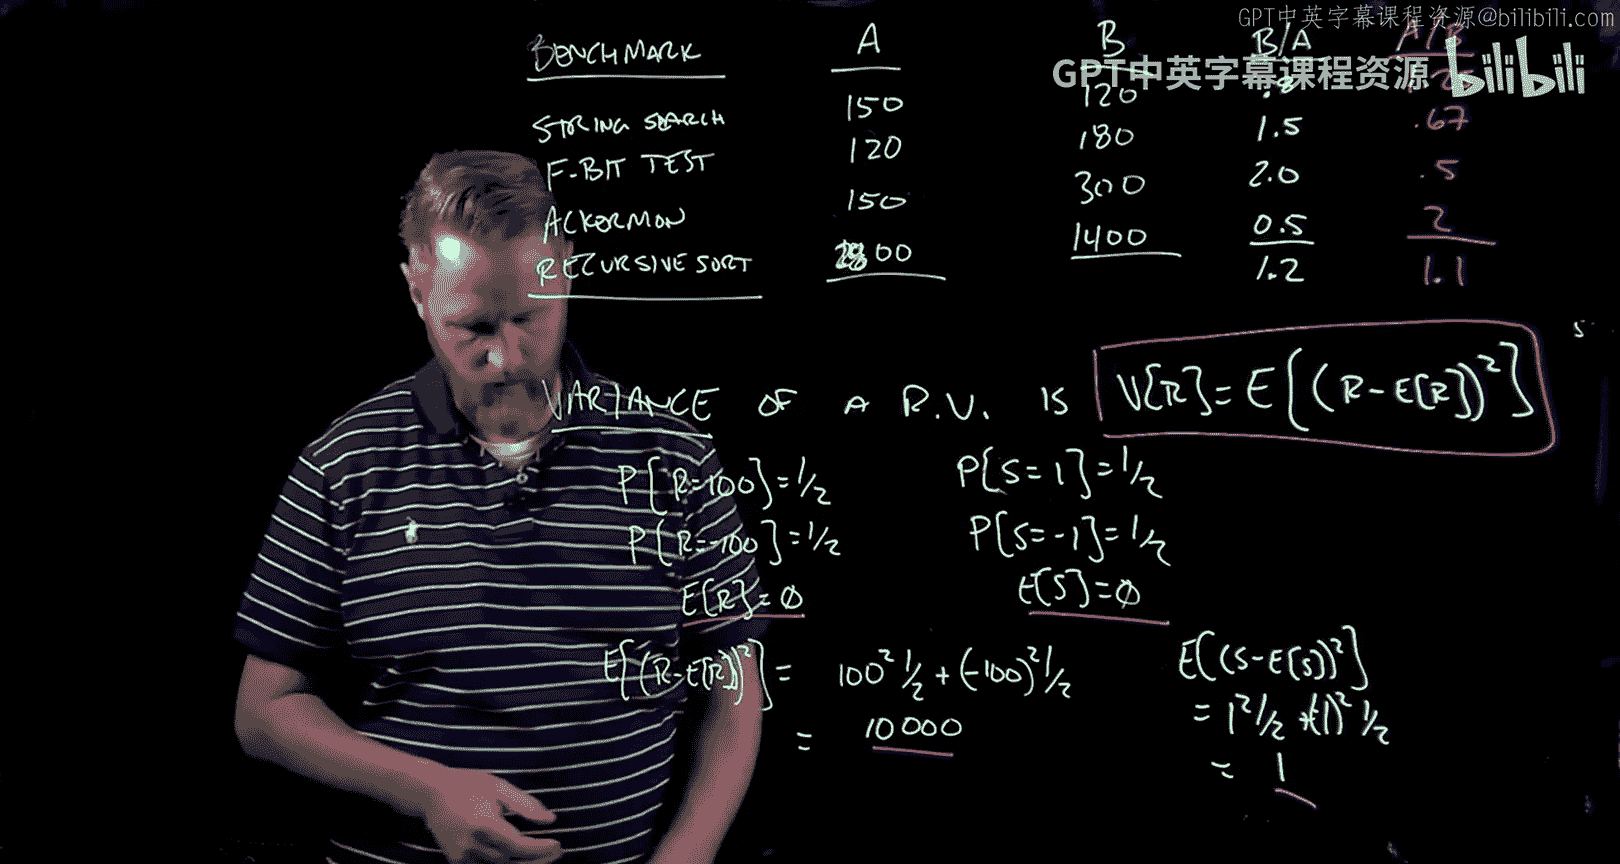 GPT中英字幕课程资源@bilibili.com
GPT中英字幕课程资源 bilibili
BENCHMARK A B B/A A/B
STRING SEARCH 150 120
F-BIT TEST 120 180 1.5 .67
ACKERMON 150 300 2.0 .5
RECURSIVE SORT 00 1400 0.5 2
1.2 1.1
VARIANCE OF A R.V. IS V[R]=E[(R-E[R])²]
P[R=100]=1/2 P[S=1]=1/2
P[R=-100]=1/2 P[S=-1]=1/2
E[R]=0 E[S]=0
E[(R-E[R])²]= 100² 1/2 + (-100)² 1/2 E[(S-E[S])²]
= 10000 = 1² 1/2 + (-1)² 1/2
= 1